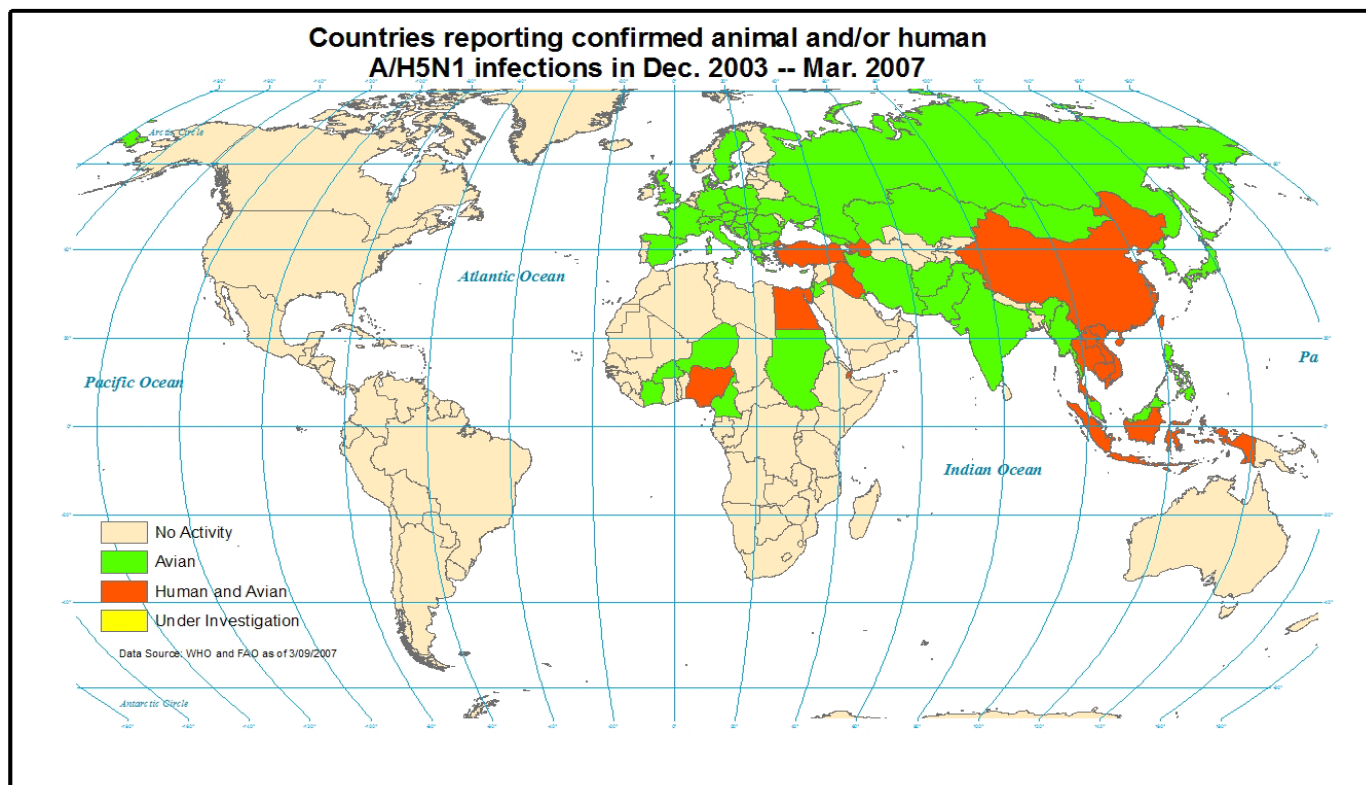 Countries reporting confirmed animal and/or human
A/H5N1 infections in Dec. 2003 -- Mar. 2007
Arctic Circle
Atlantic Ocean
Pacific Ocean
Pa
Indian Ocean
No Activity
Avian
Human and Avian
Under Investigation
Data Source: WHO and FAO as of 3/09/2007
Antarctic Circle